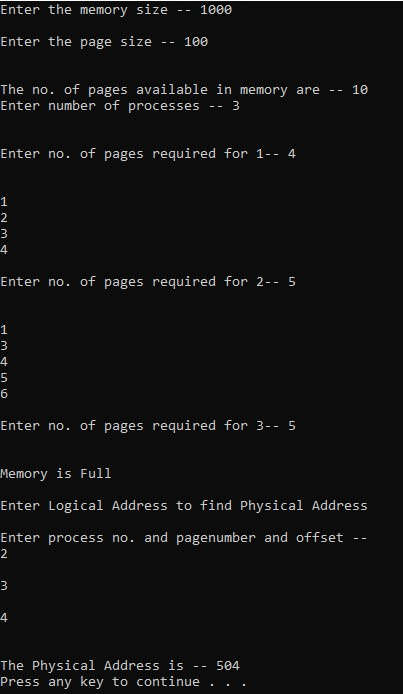 Enter the memory size -- 1000
Enter the page size -- 100
The no. of pages available in memory are -- 10
Enter number of processes -- 3
Enter no. of pages required for 1-- 4
1
2
3
4
Enter no. of pages required for 2-- 5
1
3
4
5
6
Enter no. of pages required for 3-- 5
Memory is Full
Enter Logical Address to find Physical Address
Enter process no. and pagenumber and offset --
2
3
4
The Physical Address is -- 504
Press any key to continue . . .